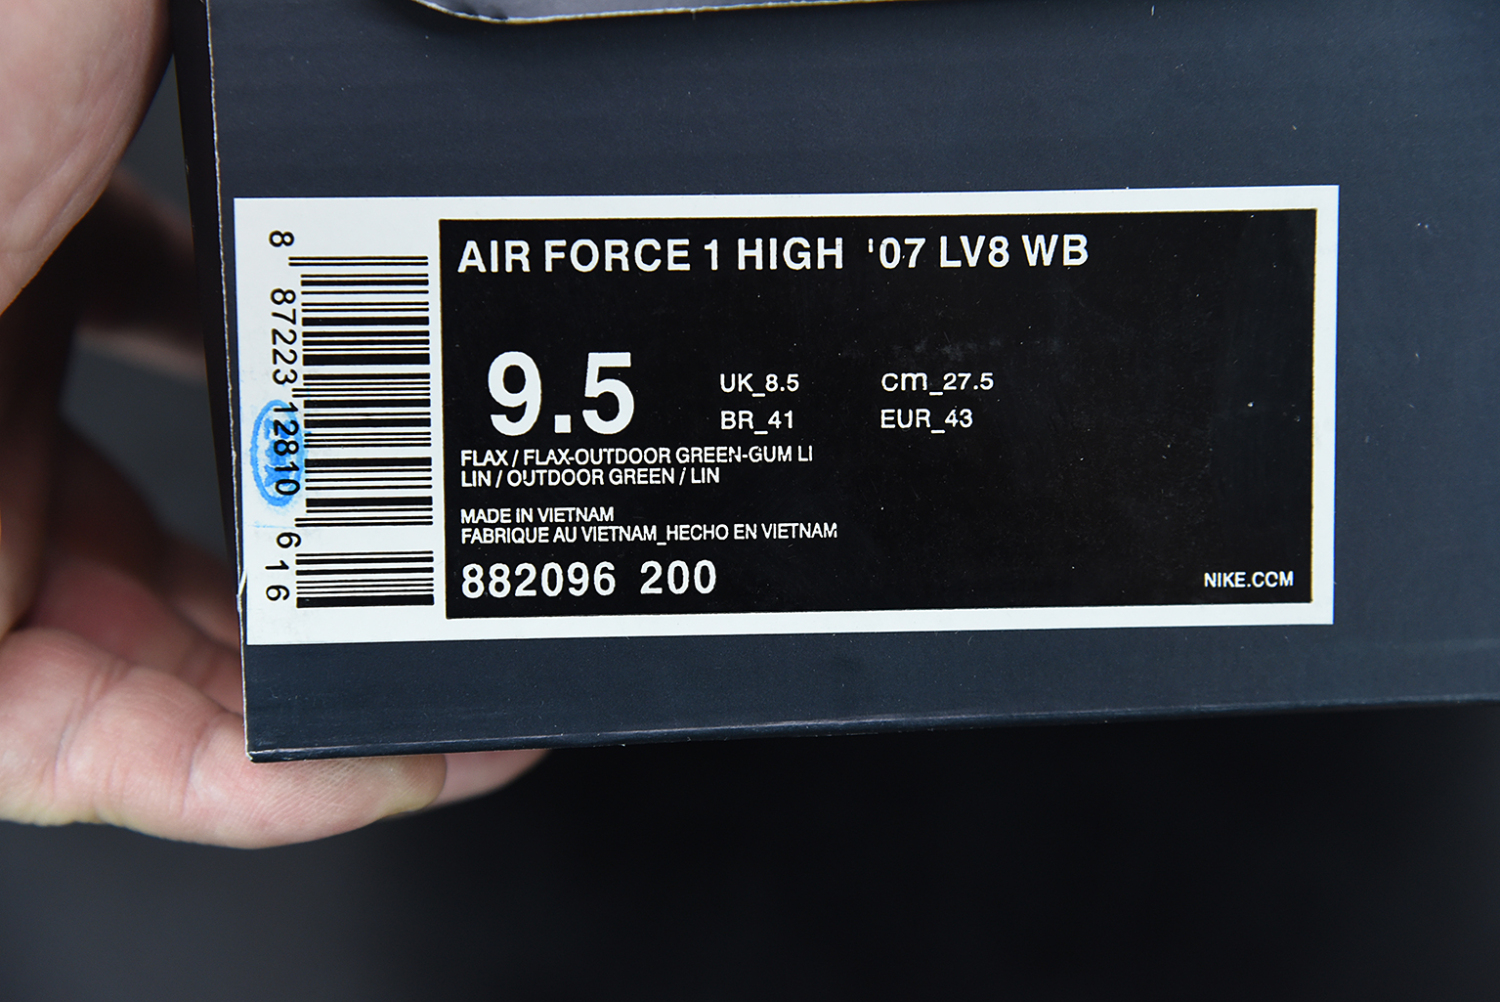 AIR FORCE 1 HIGH '07 LV8 WB
9.5
UK_8.5 cm_27.5
BR_41 EUR_43
FLAX / FLAX-OUTDOOR GREEN-GUM LI
LIN / OUTDOOR GREEN / LIN
MADE IN VIETNAM
FABRIQUE AU VIETNAM_HECHO EN VIETNAM
882096 200
NIKE.CCM
8 87223 12810 6 16